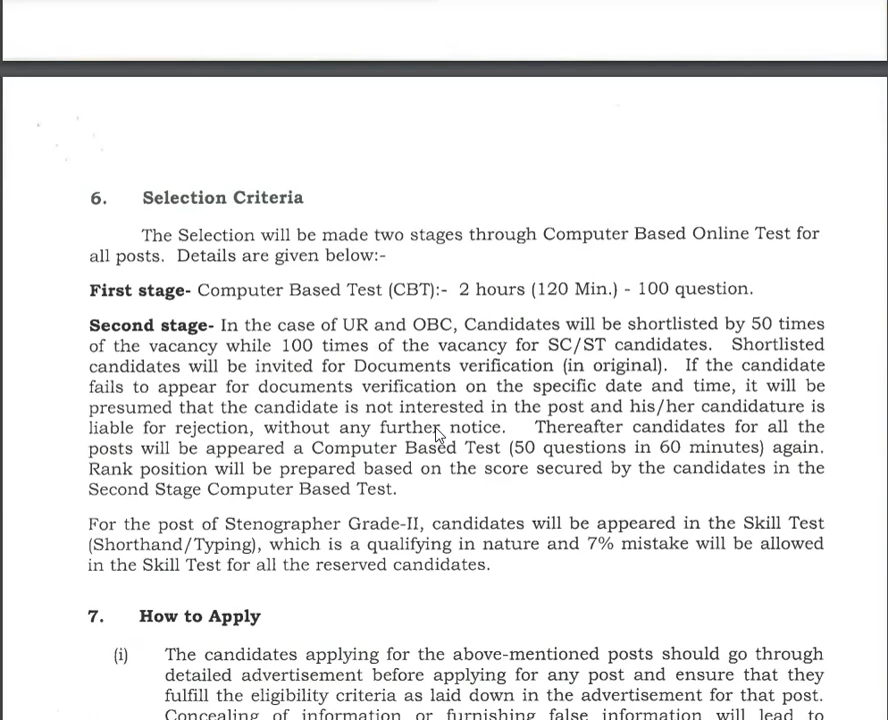 6. Selection Criteria
The Selection will be made two stages through Computer Based Online Test for
all posts. Details are given below:-
First stage- Computer Based Test (CBT):- 2 hours (120 Min.) - 100 question.
Second stage- In the case of UR and OBC, Candidates will be shortlisted by 50 times
of the vacancy while 100 times of the vacancy for SC/ST candidates. Shortlisted
candidates will be invited for Documents verification (in original). If the candidate
fails to appear for documents verification on the specific date and time, it will be
presumed that the candidate is not interested in the post and his/her candidature is
liable for rejection, without any further notice. Thereafter candidates for all the
posts will be appeared a Computer Based Test (50 questions in 60 minutes) again.
Rank position will be prepared based on the score secured by the candidates in the
Second Stage Computer Based Test.
For the post of Stenographer Grade-II, candidates will be appeared in the Skill Test
(Shorthand/Typing), which is a qualifying in nature and 7% mistake will be allowed
in the Skill Test for all the reserved candidates.
7. How to Apply
(i) The candidates applying for the above-mentioned posts should go through
detailed advertisement before applying for any post and ensure that they
fulfill the eligibility criteria as laid down in the advertisement for that post.
Concealing of information or furnishing false information will lead to